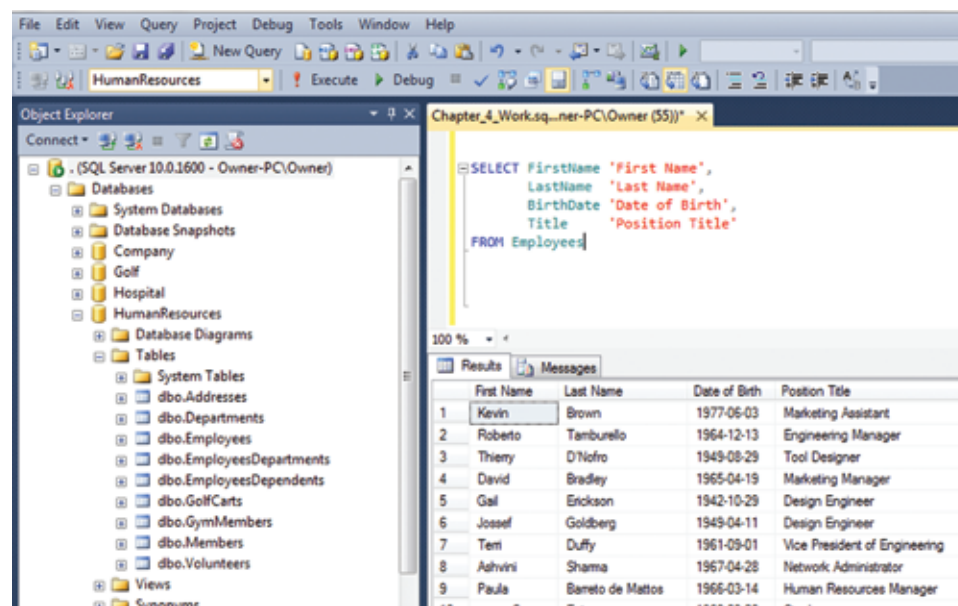 File Edit View Query Project Debug Tools Window Help
New Query
HumanResources Execute Debug
Object Explorer
Connect
. (SQL Server 10.0.1600 - Owner-PC\Owner)
Databases
System Databases
Database Snapshots
Company
Golf
Hospital
HumanResources
Database Diagrams
Tables
System Tables
dbo.Addresses
dbo.Departments
dbo.Employees
dbo.EmployeesDepartments
dbo.EmployeesDependents
dbo.GolfCarts
dbo.GymMembers
dbo.Members
dbo.Volunteers
Views
Synonyms
Chapter_4_Work.sq...ner-PC\Owner (55))*
SELECT FirstName 'First Name',
LastName 'Last Name',
BirthDate 'Date of Birth',
Title 'Position Title'
FROM Employees
100 %
Results Messages
First Name Last Name Date of Birth Position Title
1 Kevin Brown 1977-06-03 Marketing Assistant
2 Roberto Tamburello 1964-12-13 Engineering Manager
3 Thierry D'Nofro 1949-08-29 Tool Designer
4 David Bradley 1965-04-19 Marketing Manager
5 Gail Erickson 1942-10-29 Design Engineer
6 Jossef Goldberg 1949-04-11 Design Engineer
7 Terri Duffy 1961-09-01 Vice President of Engineering
8 Ashvini Sharma 1967-04-28 Network Administrator
9 Paula Barreto de Mattos 1966-03-14 Human Resources Manager